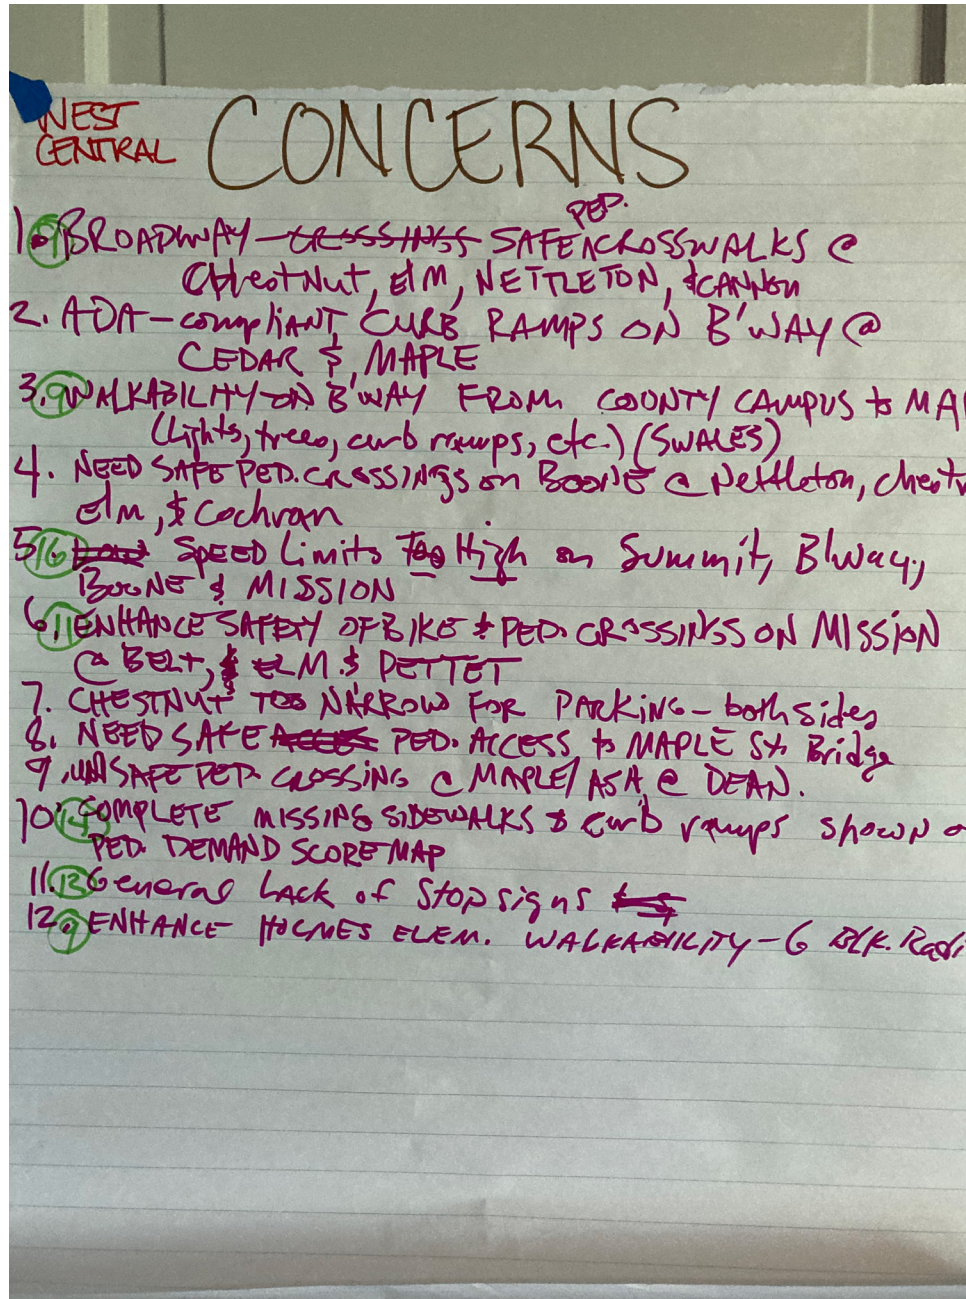 WEST
CENTRAL
CONCERNS
PED.
1. 9 BROADWAY - CROSSINGS SAFE ^ CROSSWALKS @
Chestnut, Elm, NETTLETON, & CANNON
2. ADA-compliant CURB RAMPS ON B'WAY @
CEDAR & MAPLE
3. 9 WALKABILITY ON B'WAY FROM COUNTY CAMPUS to
(Lights, trees, curb ramps, etc.) (SWALES)
4. NEED SAFE PED. CROSSINGS on BOONE @ Nettleton,
Elm, & Cochran
5 16 SPEED Limits Too High on Summit, B'way,
BOONE & MISSION
6. 11 ENHANCE SAFETY OF BIKE & PED. CROSSINGS ON MISSION
@ BELT, & ELM & PETTET
7. CHESTNUT TOO NARROW FOR PARKING - both sides
8. NEED SAFE ACCESS PED. ACCESS to MAPLE St. Bridge
9. UNSAFE PED. CROSSING @ MAPLE/ASH @ DEAN.
10. 14 COMPLETE MISSING SIDEWALKS & curb ramps shown
PED. DEMAND SCORE MAP
11. General Lack of Stop signs
12. 9 ENHANCE HOLMES ELEM. WALKABILITY - 6 BLK.